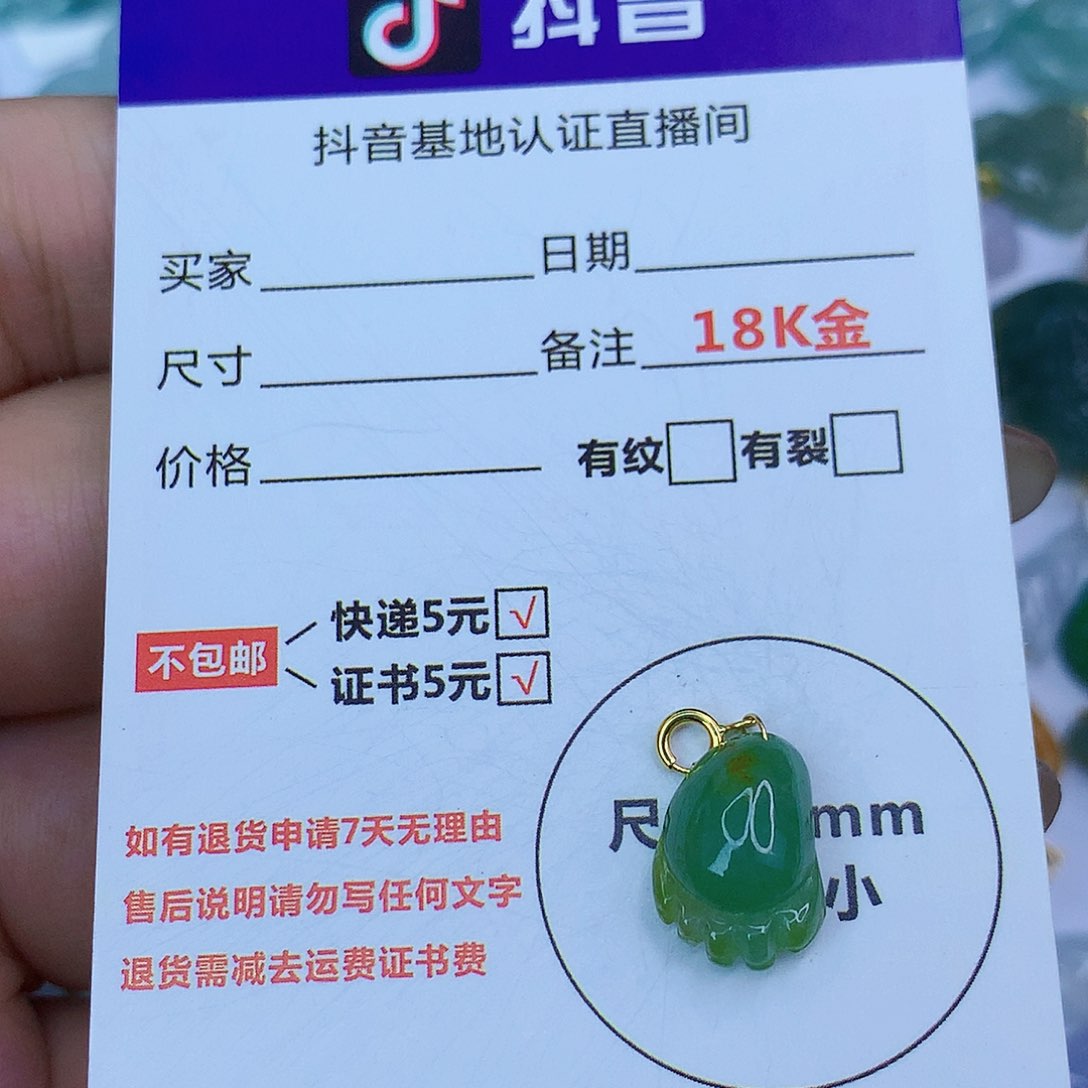 抖音
抖音基地认证直播间
买家 日期
尺寸 备注 18K金
价格 有纹 有裂
快递5元 √
不包邮
证书5元 √
尺 mm
小
如有退货申请7天无理由
售后说明请勿写任何文字
退货需减去运费证书费